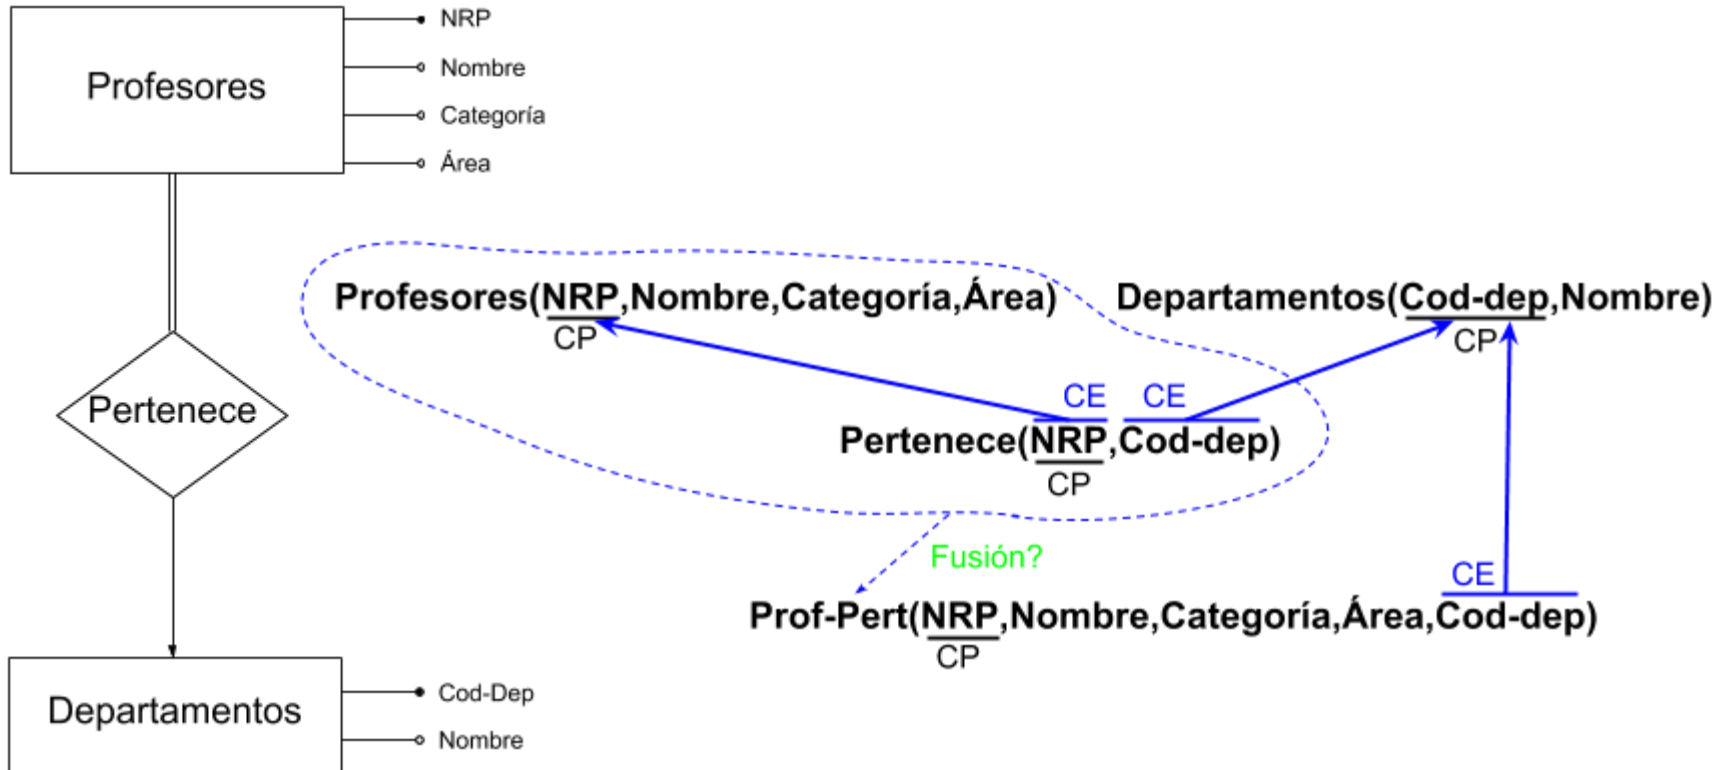 Profesores
NRP
Nombre
Categoría
Área
Pertenece
Departamentos
Cod-Dep
Nombre
Profesores(NRP,Nombre,Categoría,Área)
CP
Departamentos(Cod-dep,Nombre)
CP
CE CE
Pertenece(NRP,Cod-dep)
CP
Fusión?
CE
Prof-Pert(NRP,Nombre,Categoría,Área,Cod-dep)
CP